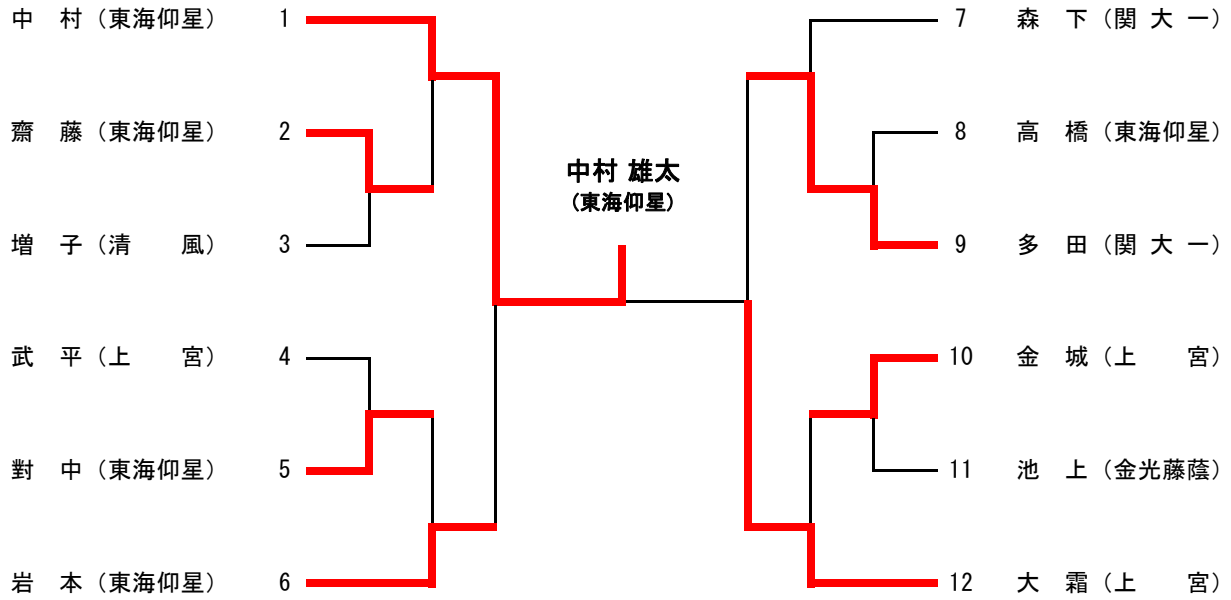 中　村（東海仰星）　1
齋　藤（東海仰星）　2
増　子（清　　風）　3
武　平（上　　宮）　4
對　中（東海仰星）　5
岩　本（東海仰星）　6
中村 雄太
(東海仰星)
7　森　下（関 大 一）
8　高　橋（東海仰星）
9　多　田（関 大 一）
10　金　城（上　　宮）
11　池　上（金光藤蔭）
12　大　霜（上　　宮）